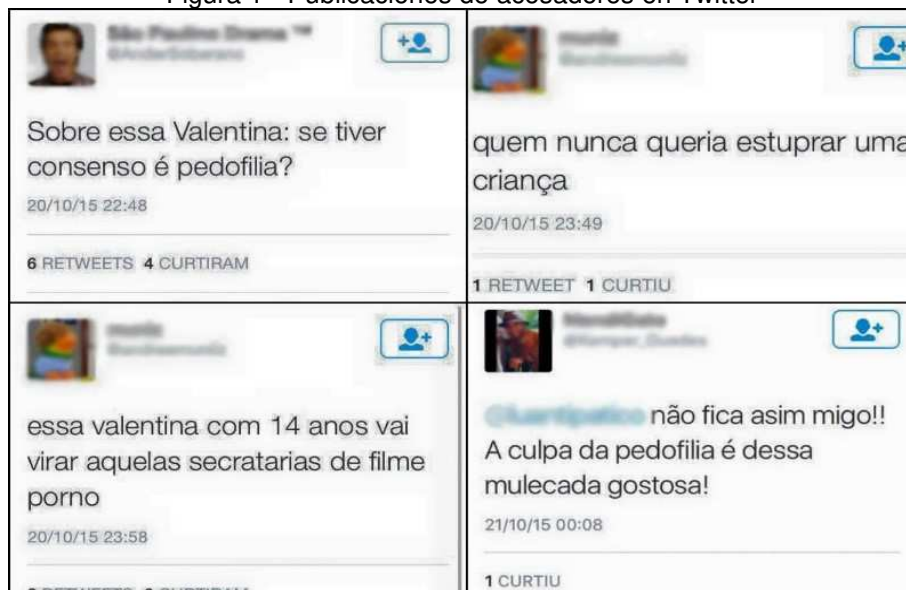 Figura 1 - Publicaciones de acosadores en Twitter
Sobre essa Valentina: se tiver
consenso é pedofilia?
20/10/15 22:48
6 RETWEETS 4 CURTIRAM
quem nunca queria estuprar uma
criança
20/10/15 23:49
1 RETWEET 1 CURTIU
essa valentina com 14 anos vai
virar aquelas secratarias de filme
porno
20/10/15 23:58
RETWEETS CURTIRAM
não fica asim migo!!
A culpa da pedofilia é dessa
mulecada gostosa!
21/10/15 00:08
1 CURTIU